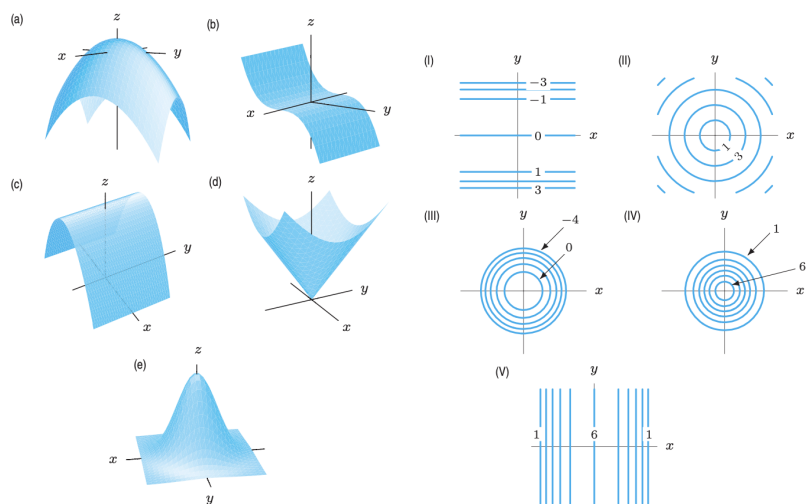 (a)
z
x
y
(b)
z
x
y
(c)
z
y
x
(d)
z
y
x
(e)
z
x
y
(I)
y
−3
−1
0
x
1
3
(II)
y
x
1
3
(III)
y
−4
0
x
(IV)
y
1
6
x
(V)
y
1
6
1
x